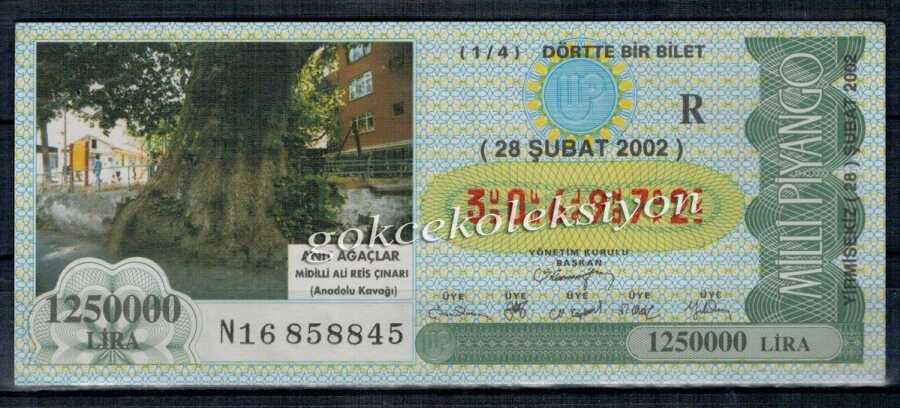 (1/4) DÖRTTE BİR BİLET
MP
R
( 28 ŞUBAT 2002 )
gokcekoleksiyon
YÖNETİM KURULU
BAŞKAN
ÜYE ÜYE ÜYE ÜYE ÜYE
ANIT AĞAÇLAR
MİDİLLİ ALİ REİS ÇINARI
(Anadolu Kavağı)
1250000
LİRA
N16 858845
1250000 LİRA
MİLLİ PİYANGO
YİRMİSEKİZ (28) ŞUBAT 2002